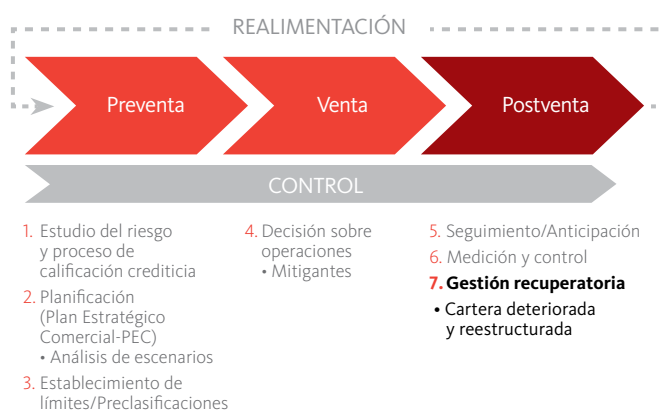 REALIMENTACIÓN
Preventa
Venta
Postventa
CONTROL
1. Estudio del riesgo
y proceso de
calificación crediticia
2. Planificación
(Plan Estratégico
Comercial-PEC)
• Análisis de escenarios
3. Establecimiento de
límites/Preclasificaciones
4. Decisión sobre
operaciones
• Mitigantes
5. Seguimiento/Anticipación
6. Medición y control
7. Gestión recuperatoria
• Cartera deteriorada
y reestructurada